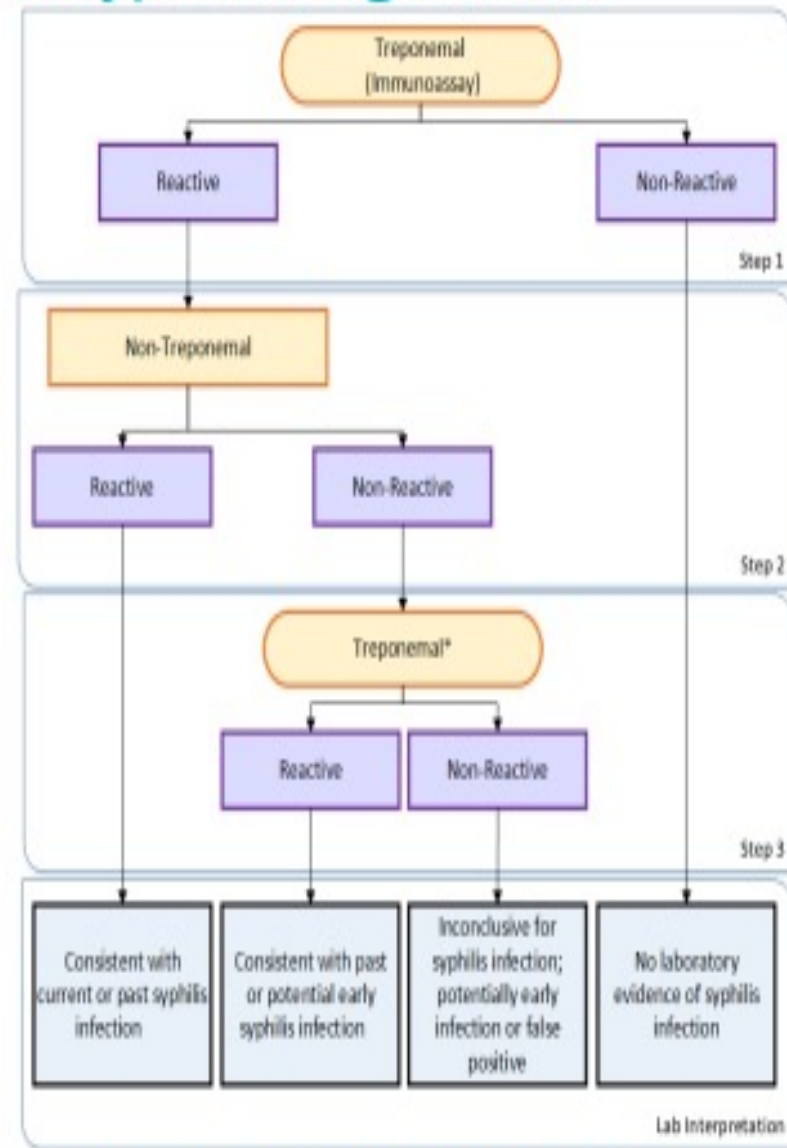 Treponemal
(Immunoassay)
Reactive
Non-Reactive
Step 1
Non-Treponemal
Reactive
Non-Reactive
Step 2
Treponemal*
Reactive
Non-Reactive
Step 3
Consistent with
current or past syphilis
infection
Consistent with past
or potential early
syphilis infection
Inconclusive for
syphilis infection;
potentially early
infection or false
positive
No laboratory
evidence of syphilis
infection
Lab Interpretation